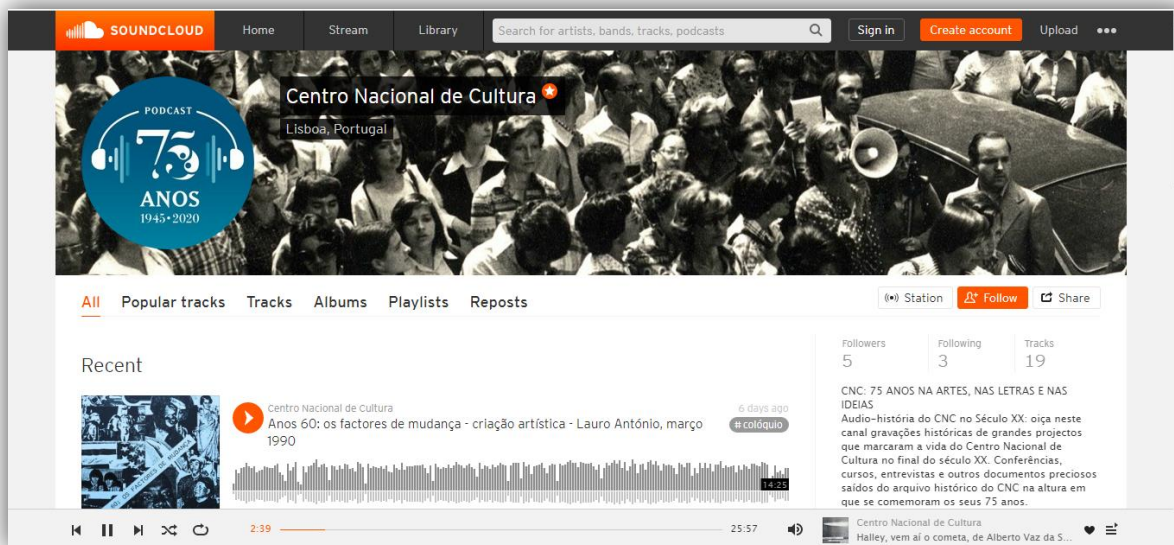 SOUNDCLOUD
Home
Stream
Library
Search for artists, bands, tracks, podcasts
Sign in
Create account
Upload
Centro Nacional de Cultura
Lisboa, Portugal
PODCAST
75
ANOS
1945•2020
All
Popular tracks
Tracks
Albums
Playlists
Reposts
Station
Follow
Share
Recent
Followers
5
Following
3
Tracks
19
60: OS FACTORES DE MUDANÇA
Centro Nacional de Cultura
6 days ago
Anos 60: os factores de mudança - criação artística - Lauro António, março
1990
# colóquio
14:25
CNC: 75 ANOS NA ARTES, NAS LETRAS E NAS
IDEIAS
Audio-história do CNC no Século XX: oiça neste
canal gravações históricas de grandes projectos
que marcaram a vida do Centro Nacional de
Cultura no final do século XX. Conferências,
cursos, entrevistas e outros documentos preciosos
saídos do arquivo histórico do CNC na altura em
que se comemoram os seus 75 anos.
2:39
25:57
Centro Nacional de Cultura
Halley, vem aí o cometa, de Alberto Vaz da S...